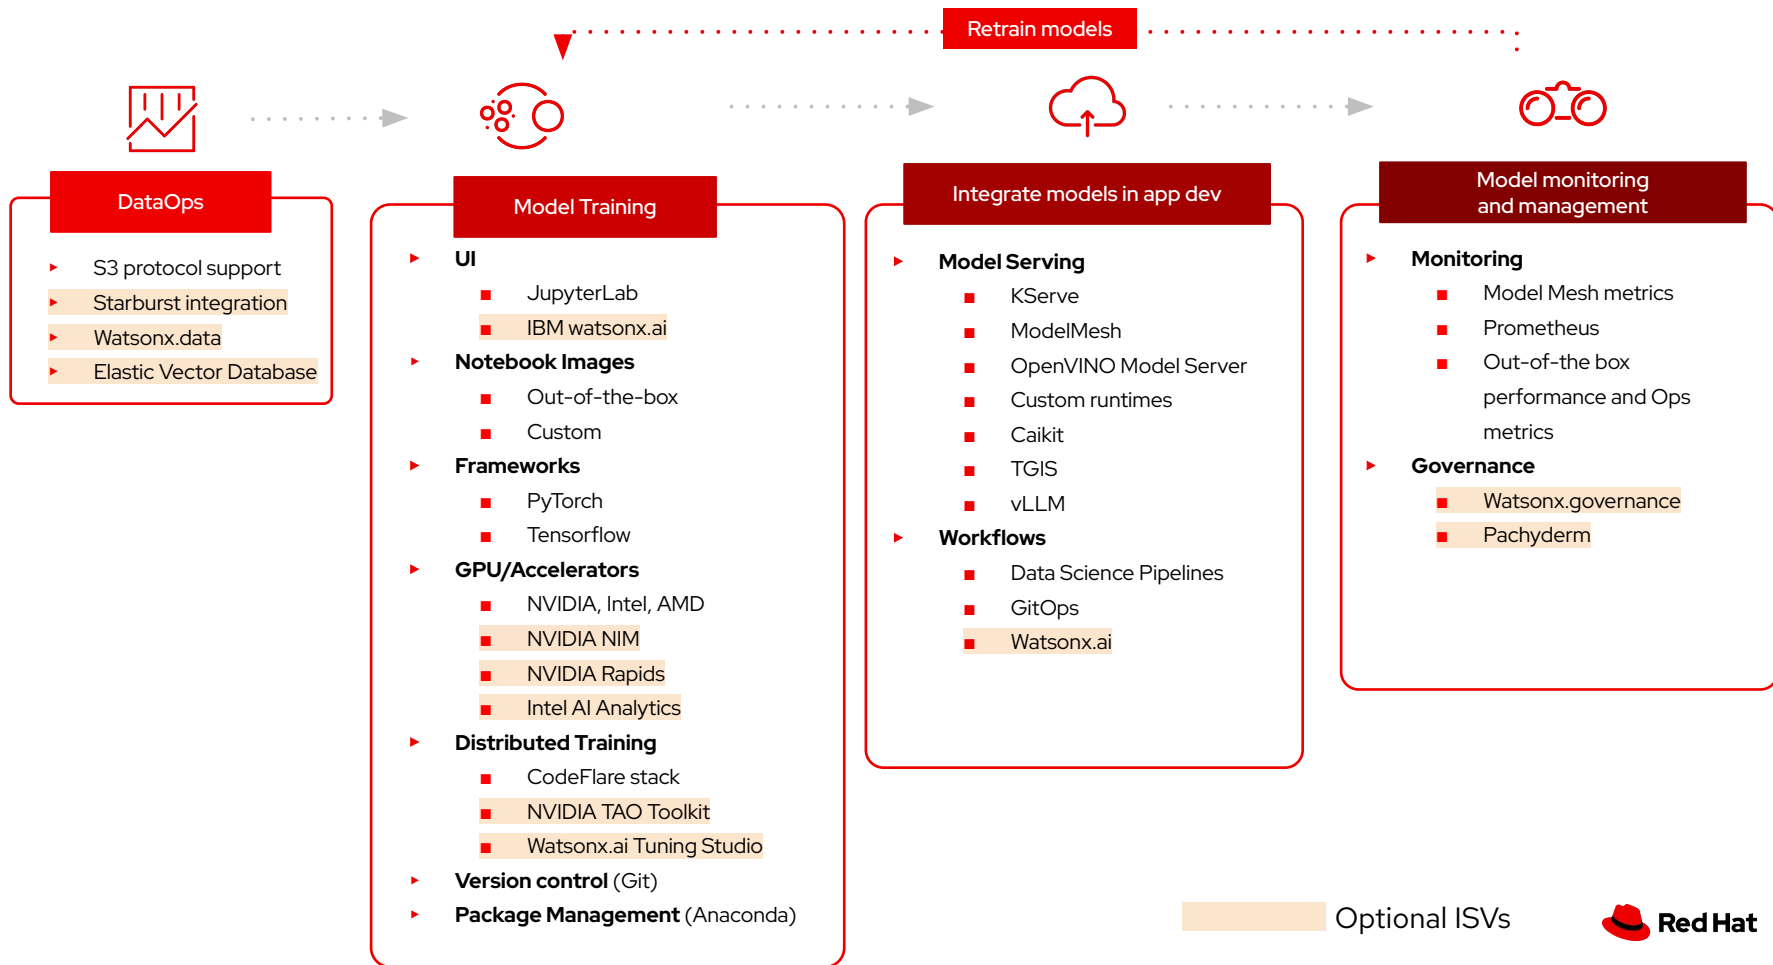 Retrain models
DataOps
S3 protocol support
Starburst integration
Watsonx.data
Elastic Vector Database
Model Training
UI
JupyterLab
IBM watsonx.ai
Notebook Images
Out-of-the-box
Custom
Frameworks
PyTorch
Tensorflow
GPU/Accelerators
NVIDIA, Intel, AMD
NVIDIA NIM
NVIDIA Rapids
Intel AI Analytics
Distributed Training
CodeFlare stack
NVIDIA TAO Toolkit
Watsonx.ai Tuning Studio
Version control (Git)
Package Management (Anaconda)
Integrate models in app dev
Model Serving
KServe
ModelMesh
OpenVINO Model Server
Custom runtimes
Caikit
TGIS
vLLM
Workflows
Data Science Pipelines
GitOps
Watsonx.ai
Model monitoring
and management
Monitoring
Model Mesh metrics
Prometheus
Out-of-the box
performance and Ops
metrics
Governance
Watsonx.governance
Pachyderm
Optional ISVs
Red Hat